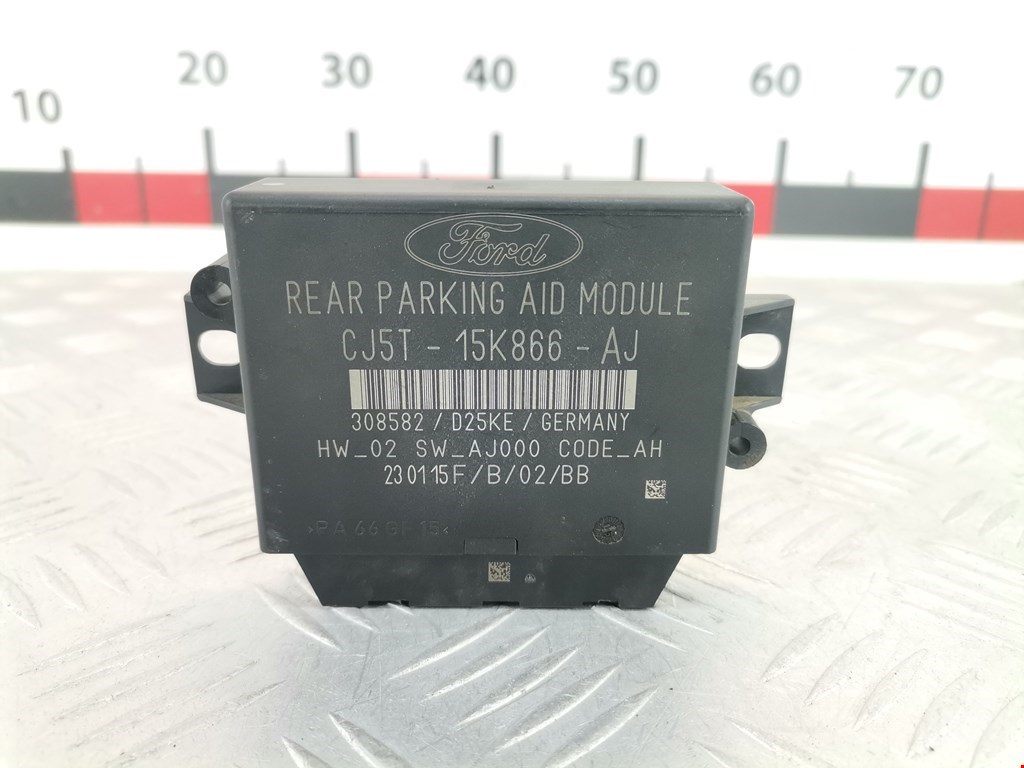 10 20 30 40 50 60 70
Ford
REAR PARKING AID MODULE
CJ5T - 15K866 - AJ
308582 / D25KE / GERMANY
HW_02 SW_AJ000 CODE_AH
230115F/B/02/BB
>PA66GF15<